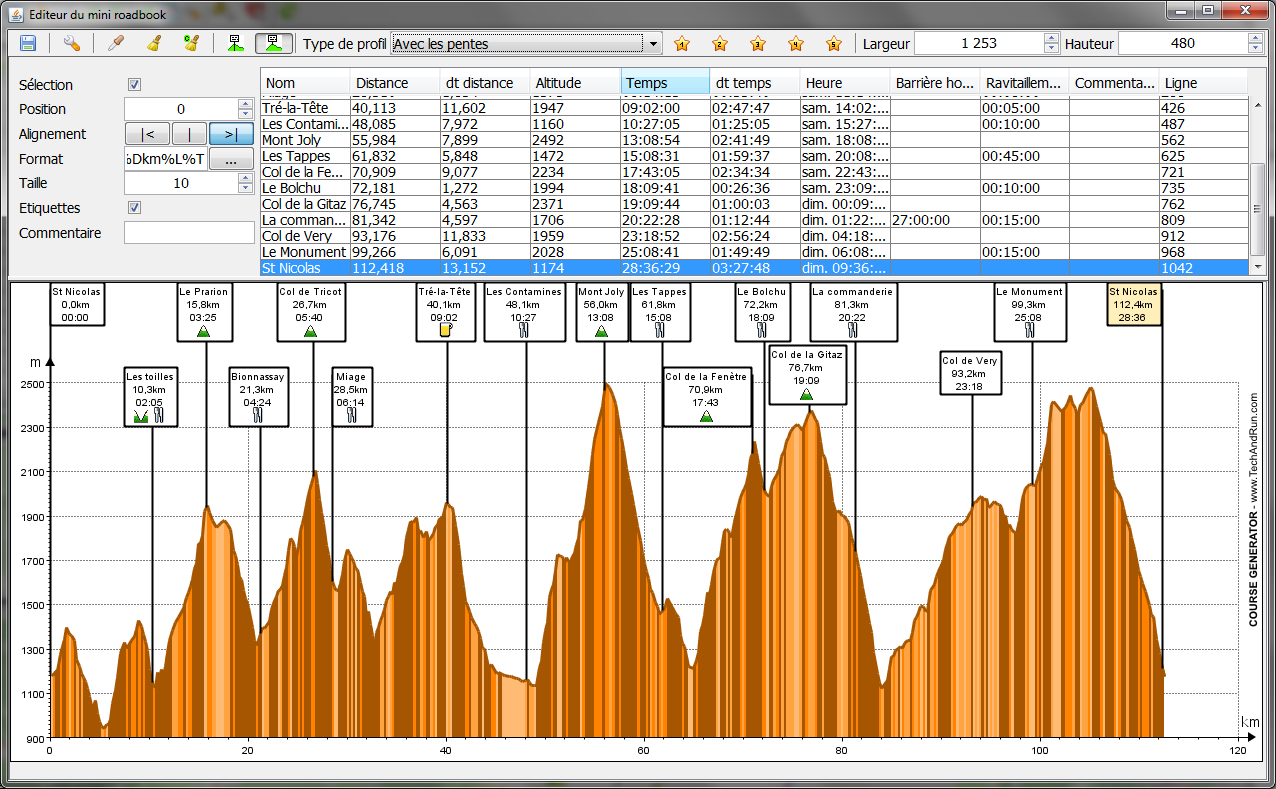 Editeur du mini roadbook
Type de profil Avec les pentes 1 2 3 4 5 Largeur 1 253 Hauteur 480
Sélection
Position 0
Alignement |< | >|
Format %Dkm%L%T ...
Taille 10
Etiquettes
Commentaire
Nom Distance dt distance Altitude Temps dt temps Heure Barrière ho... Ravitaillem... Commenta... Ligne
Tré-la-Tête 40,113 11,602 1947 09:02:00 02:47:47 sam. 14:02:... 00:05:00 426
Les Contami... 48,085 7,972 1160 10:27:05 01:25:05 sam. 15:27:... 00:10:00 487
Mont Joly 55,984 7,899 2492 13:08:54 02:41:49 sam. 18:08:... 562
Les Tappes 61,832 5,848 1472 15:08:31 01:59:37 sam. 20:08:... 00:45:00 625
Col de la Fe... 70,909 9,077 2234 17:43:05 02:34:34 sam. 22:43:... 721
Le Bolchu 72,181 1,272 1994 18:09:41 00:26:36 sam. 23:09:... 00:10:00 735
Col de la Gitaz 76,745 4,563 2371 19:09:44 01:00:03 dim. 00:09:... 762
La comman... 81,342 4,597 1706 20:22:28 01:12:44 dim. 01:22:... 27:00:00 00:15:00 809
Col de Very 93,176 11,833 1959 23:18:52 02:56:24 dim. 04:18:... 912
Le Monument 99,266 6,091 2028 25:08:41 01:49:49 dim. 06:08:... 00:15:00 968
St Nicolas 112,418 13,152 1174 28:36:29 03:27:48 dim. 09:36:... 1042
St Nicolas
0,0km
00:00
Le Prarion
15,8km
03:25
Col de Tricot
26,7km
05:40
Tré-la-Tête
40,1km
09:02
Les Contamines
48,1km
10:27
Mont Joly
56,0km
13:08
Les Tappes
61,8km
15:08
Le Bolchu
72,2km
18:09
La commanderie
81,3km
20:22
Le Monument
99,3km
25:08
St Nicolas
112,4km
28:36
Les toilles
10,3km
02:05
Bionnassay
21,3km
04:24
Miage
28,5km
06:14
Col de la Fenêtre
70,9km
17:43
Col de la Gitaz
76,7km
19:09
Col de Very
93,2km
23:18
m
2500
2300
2100
1900
1700
1500
1300
1100
900
0 20 40 60 80 100 120
km
COURSE GENERATOR - www.TechAndRun.com